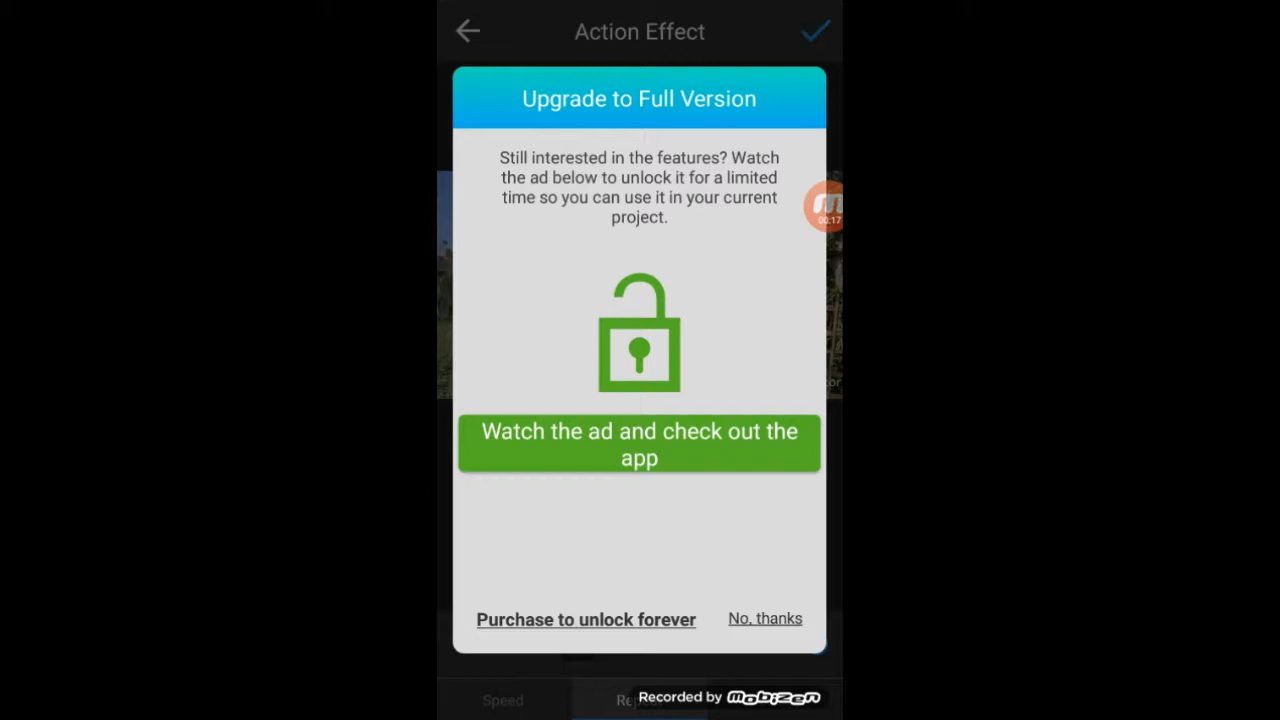 Action Effect
Upgrade to Full Version
Still interested in the features? Watch
the ad below to unlock it for a limited
time so you can use it in your current
project.
00:17
Watch the ad and check out the
app
Purchase to unlock forever
No, thanks
Speed
Recorded by mobizen